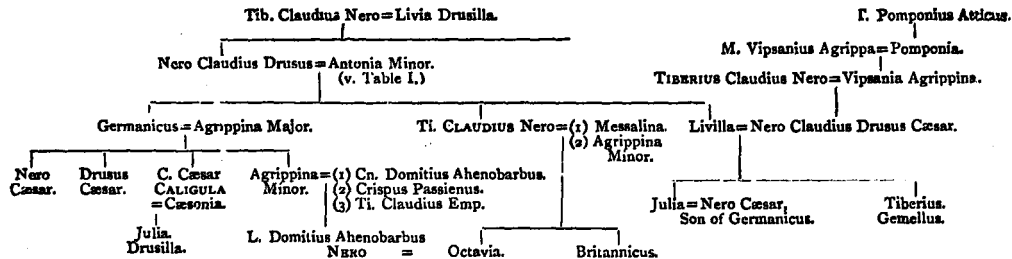 Tib. Claudius Nero=Livia Drusilla.
T. Pomponius Atticus.
M. Vipsanius Agrippa=Pomponia.
Nero Claudius Drusus=Antonia Minor.
(v. Table I.)
TIBERIUS Claudius Nero=Vipsania Agrippina.
Germanicus=Agrippina Major.
Ti. CLAUDIUS Nero=(1) Messalina.
(2) Agrippina
Minor.
Livilla=Nero Claudius Drusus Cæsar.
Nero
Cæsar.
Drusus
Cæsar.
C. Cæsar
CALIGULA
=Cæsonia.
Agrippina=(1) Cn. Domitius Ahenobarbus.
Minor. (2) Crispus Passienus.
(3) Ti. Claudius Emp.
Julia=Nero Cæsar,
Son of Germanicus.
Tiberius.
Gemellus.
Julia.
Drusilla.
L. Domitius Ahenobarbus
NERO = Octavia.
Britannicus.